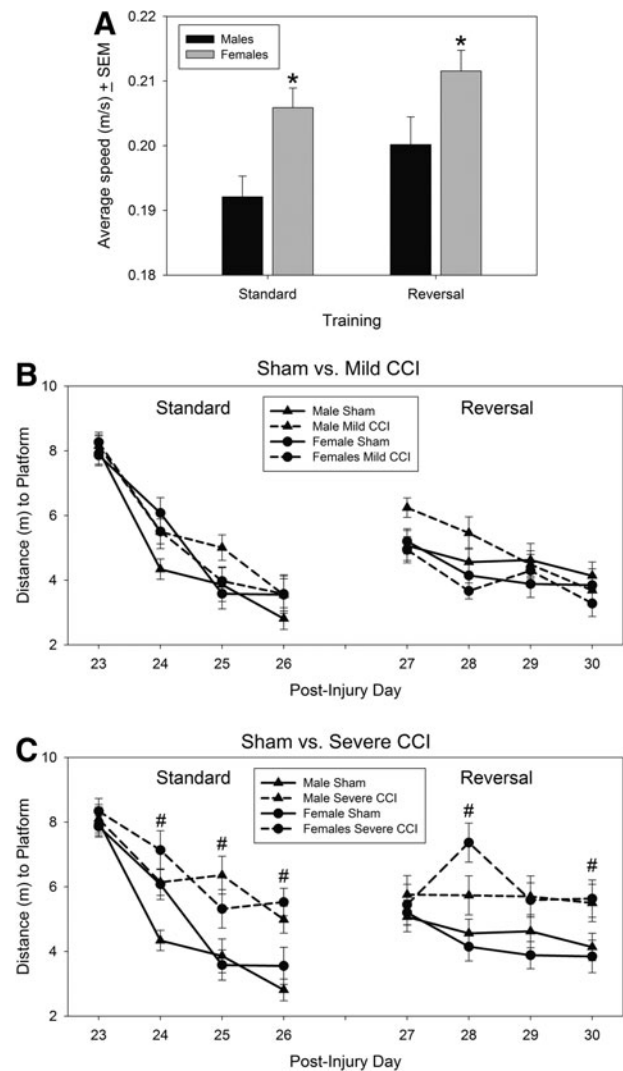 A
0.22
0.21
0.20
0.19
0.18
Average speed (m/s) ± SEM
Males
Females
*
*
Standard
Reversal
Training
B
Sham vs. Mild CCI
Standard
Reversal
Male Sham
Male Mild CCI
Female Sham
Females Mild CCI
10
8
6
4
2
Distance (m) to Platform
23 24 25 26 27 28 29 30
Post-Injury Day
C
Sham vs. Severe CCI
Standard
Reversal
Male Sham
Male Severe CCI
Female Sham
Females Severe CCI
# # # # #
10
8
6
4
2
Distance (m) to Platform
23 24 25 26 27 28 29 30
Post-Injury Day